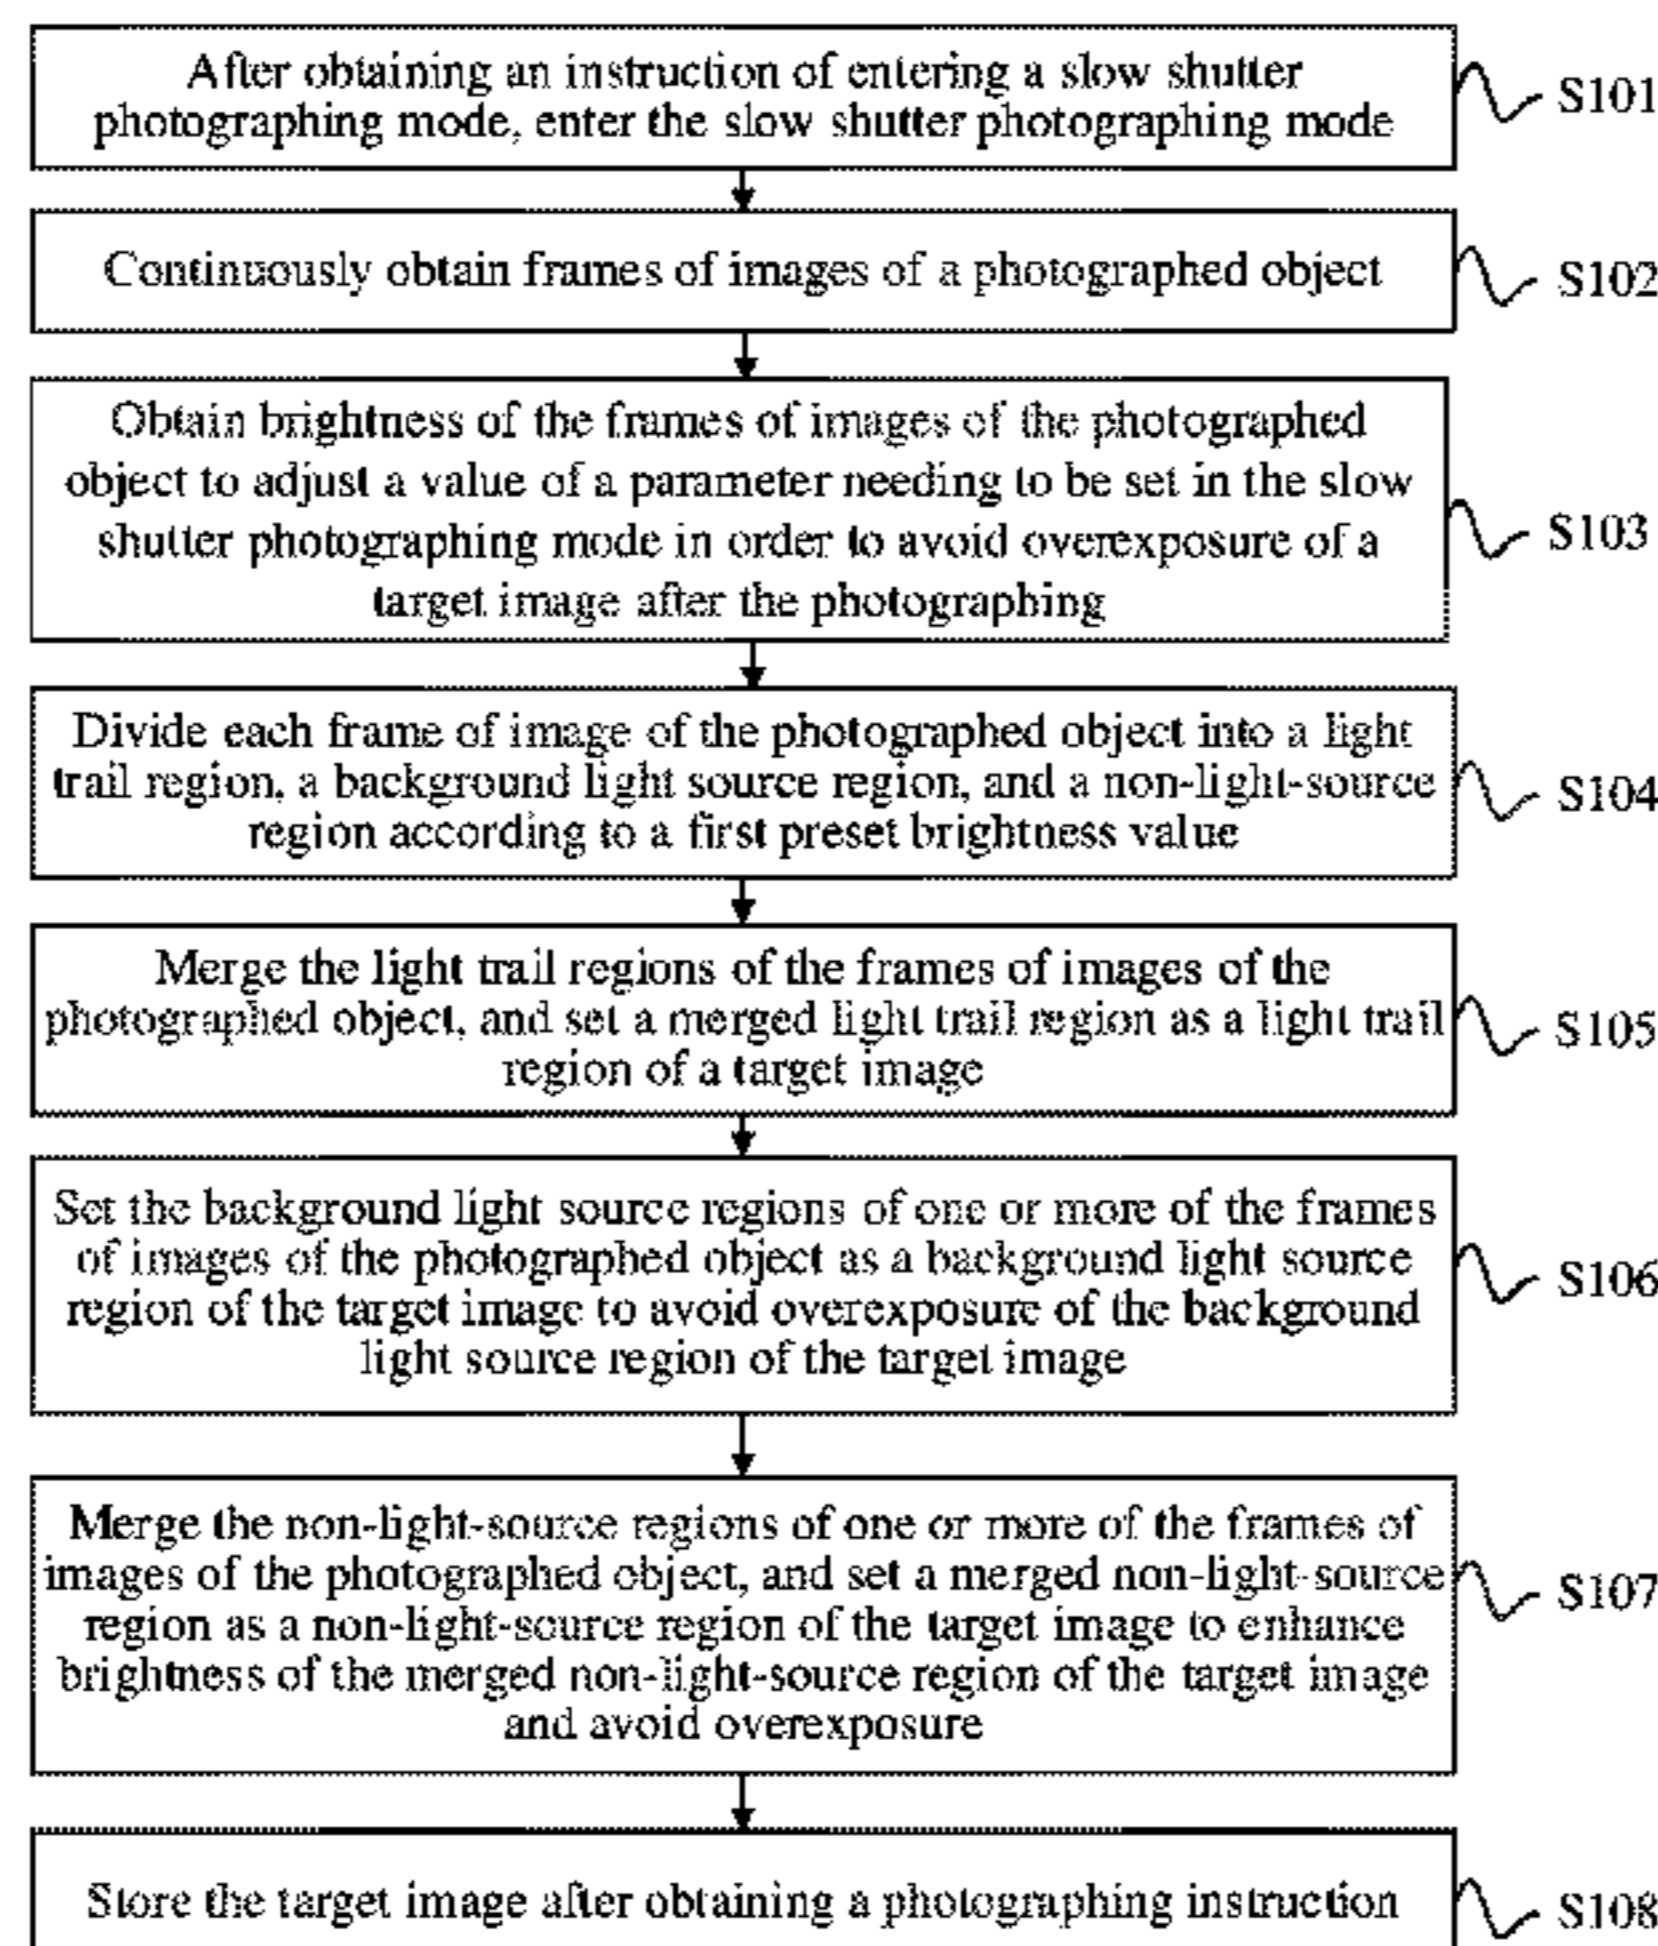 After obtaining an instruction of entering a slow shutter
photographing mode, enter the slow shutter photographing mode
S101
Continuously obtain frames of images of a photographed object
S102
Obtain brightness of the frames of images of the photographed
object to adjust a value of a parameter needing to be set in the slow
shutter photographing mode in order to avoid overexposure of a
target image after the photographing
S103
Divide each frame of image of the photographed object into a light
trail region, a background light source region, and a non-light-source
region according to a first preset brightness value
S104
Merge the light trail regions of the frames of images of the
photographed object, and set a merged light trail region as a light trail
region of a target image
S105
Set the background light source regions of one or more of the frames
of images of the photographed object as a background light source
region of the target image to avoid overexposure of the background
light source region of the target image
S106
Merge the non-light-source regions of one or more of the frames of
images of the photographed object, and set a merged non-light-source
region as a non-light-source region of the target image to enhance
brightness of the merged non-light-source region of the target image
and avoid overexposure
S107
Store the target image after obtaining a photographing instruction
S108